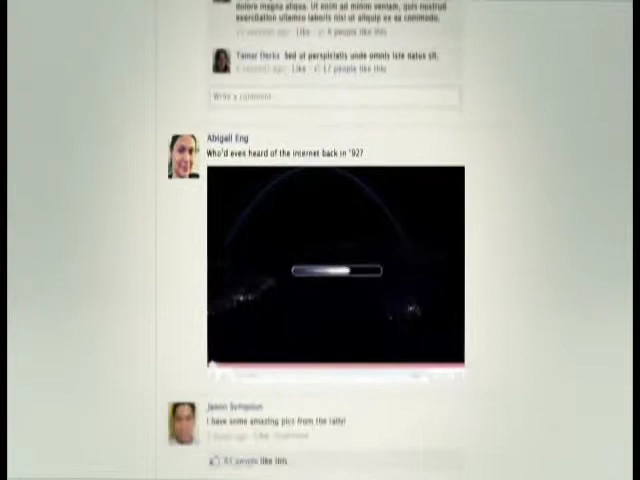 dolore magna aliqua. Ut enim ad minim veniam, quis nostrud
exercitation ullamco laboris nisi ut aliquip ex ea commodo.
Like people like this
Tamar Sed ut perspiciatis unde omnis iste natus sit.
Like 17 people like this
Write a comment
Abigail Eng
Who'd even heard of the internet back in '92?
Jason Sympson
I have some amazing pics from the rally!
people like this